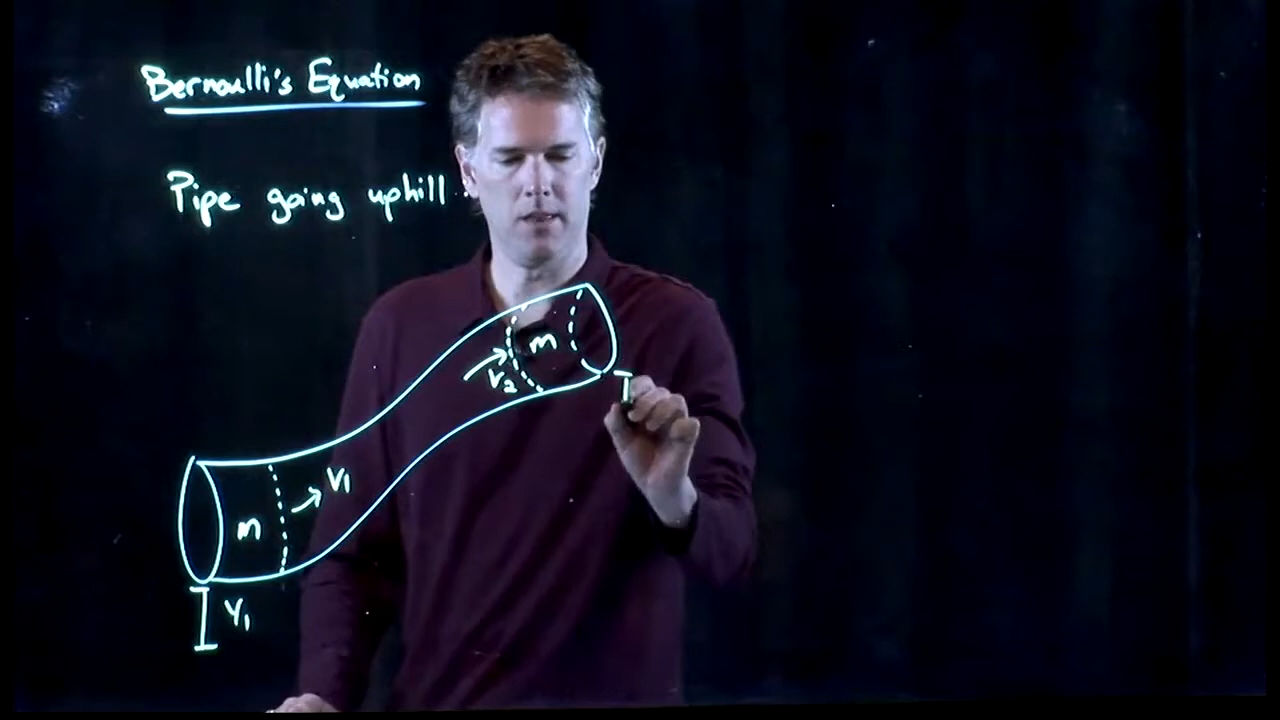 Bernoulli's Equation
Pipe going uphill
m
V₂
V₁
m
Y₁